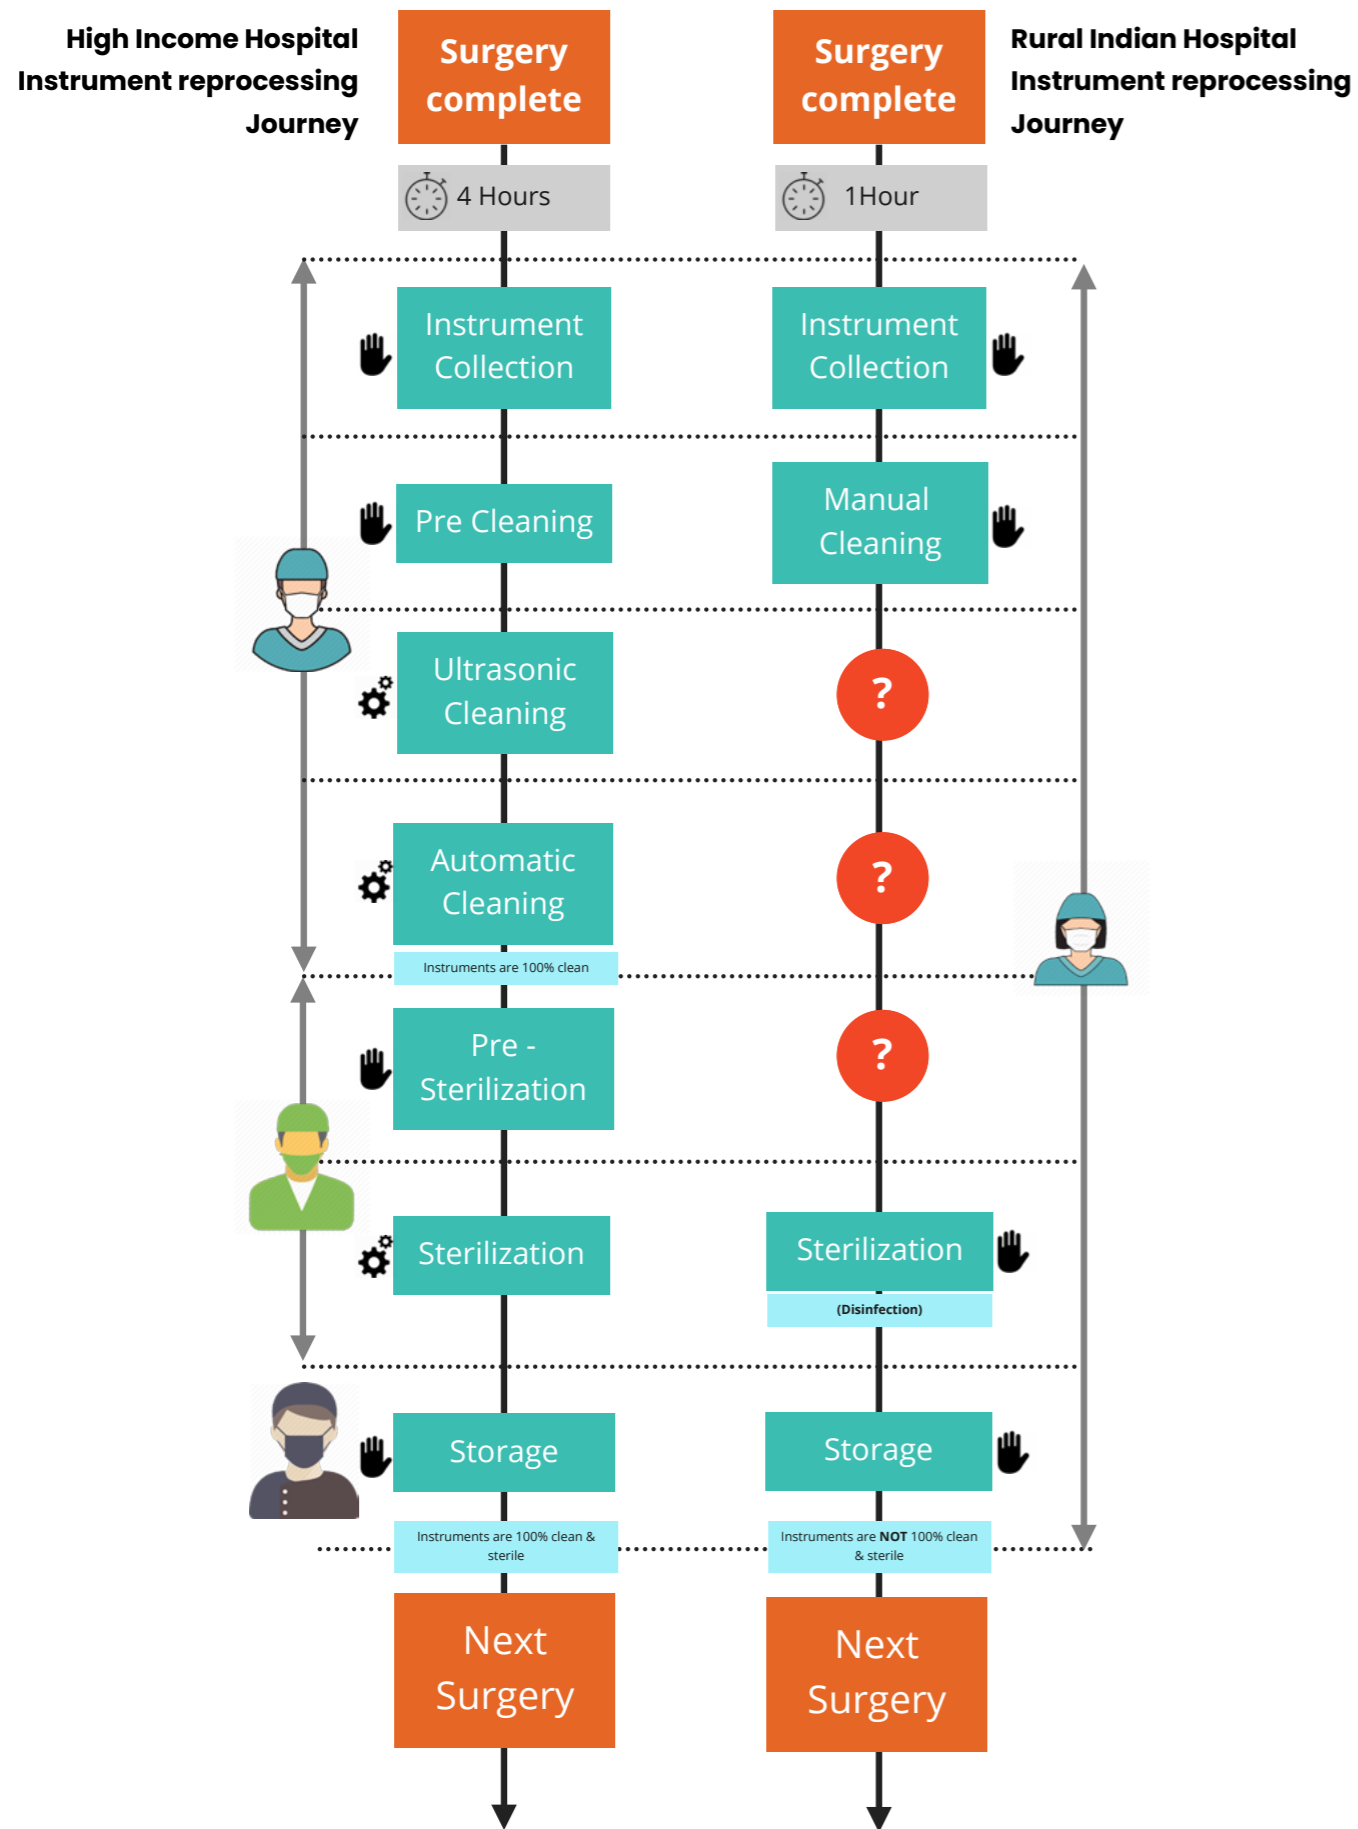 High Income Hospital
Instrument reprocessing
Journey
Surgery
complete
Surgery
complete
Rural Indian Hospital
Instrument reprocessing
Journey
4 Hours
1Hour
Instrument
Collection
Instrument
Collection
Pre Cleaning
Manual
Cleaning
Ultrasonic
Cleaning
?
Automatic
Cleaning
?
Instruments are 100% clean
Pre -
Sterilization
?
Sterilization
Sterilization
(Disinfection)
Storage
Storage
Instruments are 100% clean &
sterile
Instruments are NOT 100% clean
& sterile
Next
Surgery
Next
Surgery